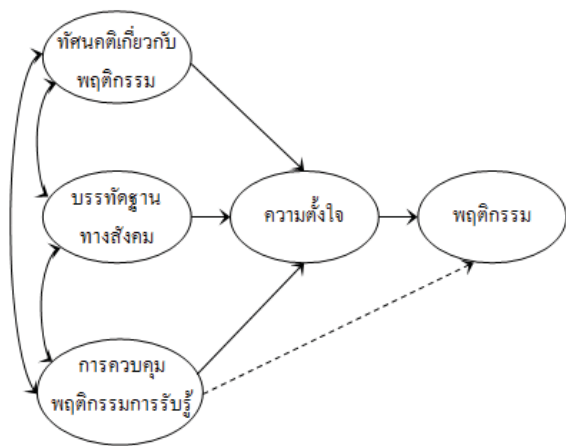 ทัศนคติเกี่ยวกับ
พฤติกรรม
บรรทัดฐาน
ทางสังคม
ความตั้งใจ
พฤติกรรม
การควบคุม
พฤติกรรมการรับรู้